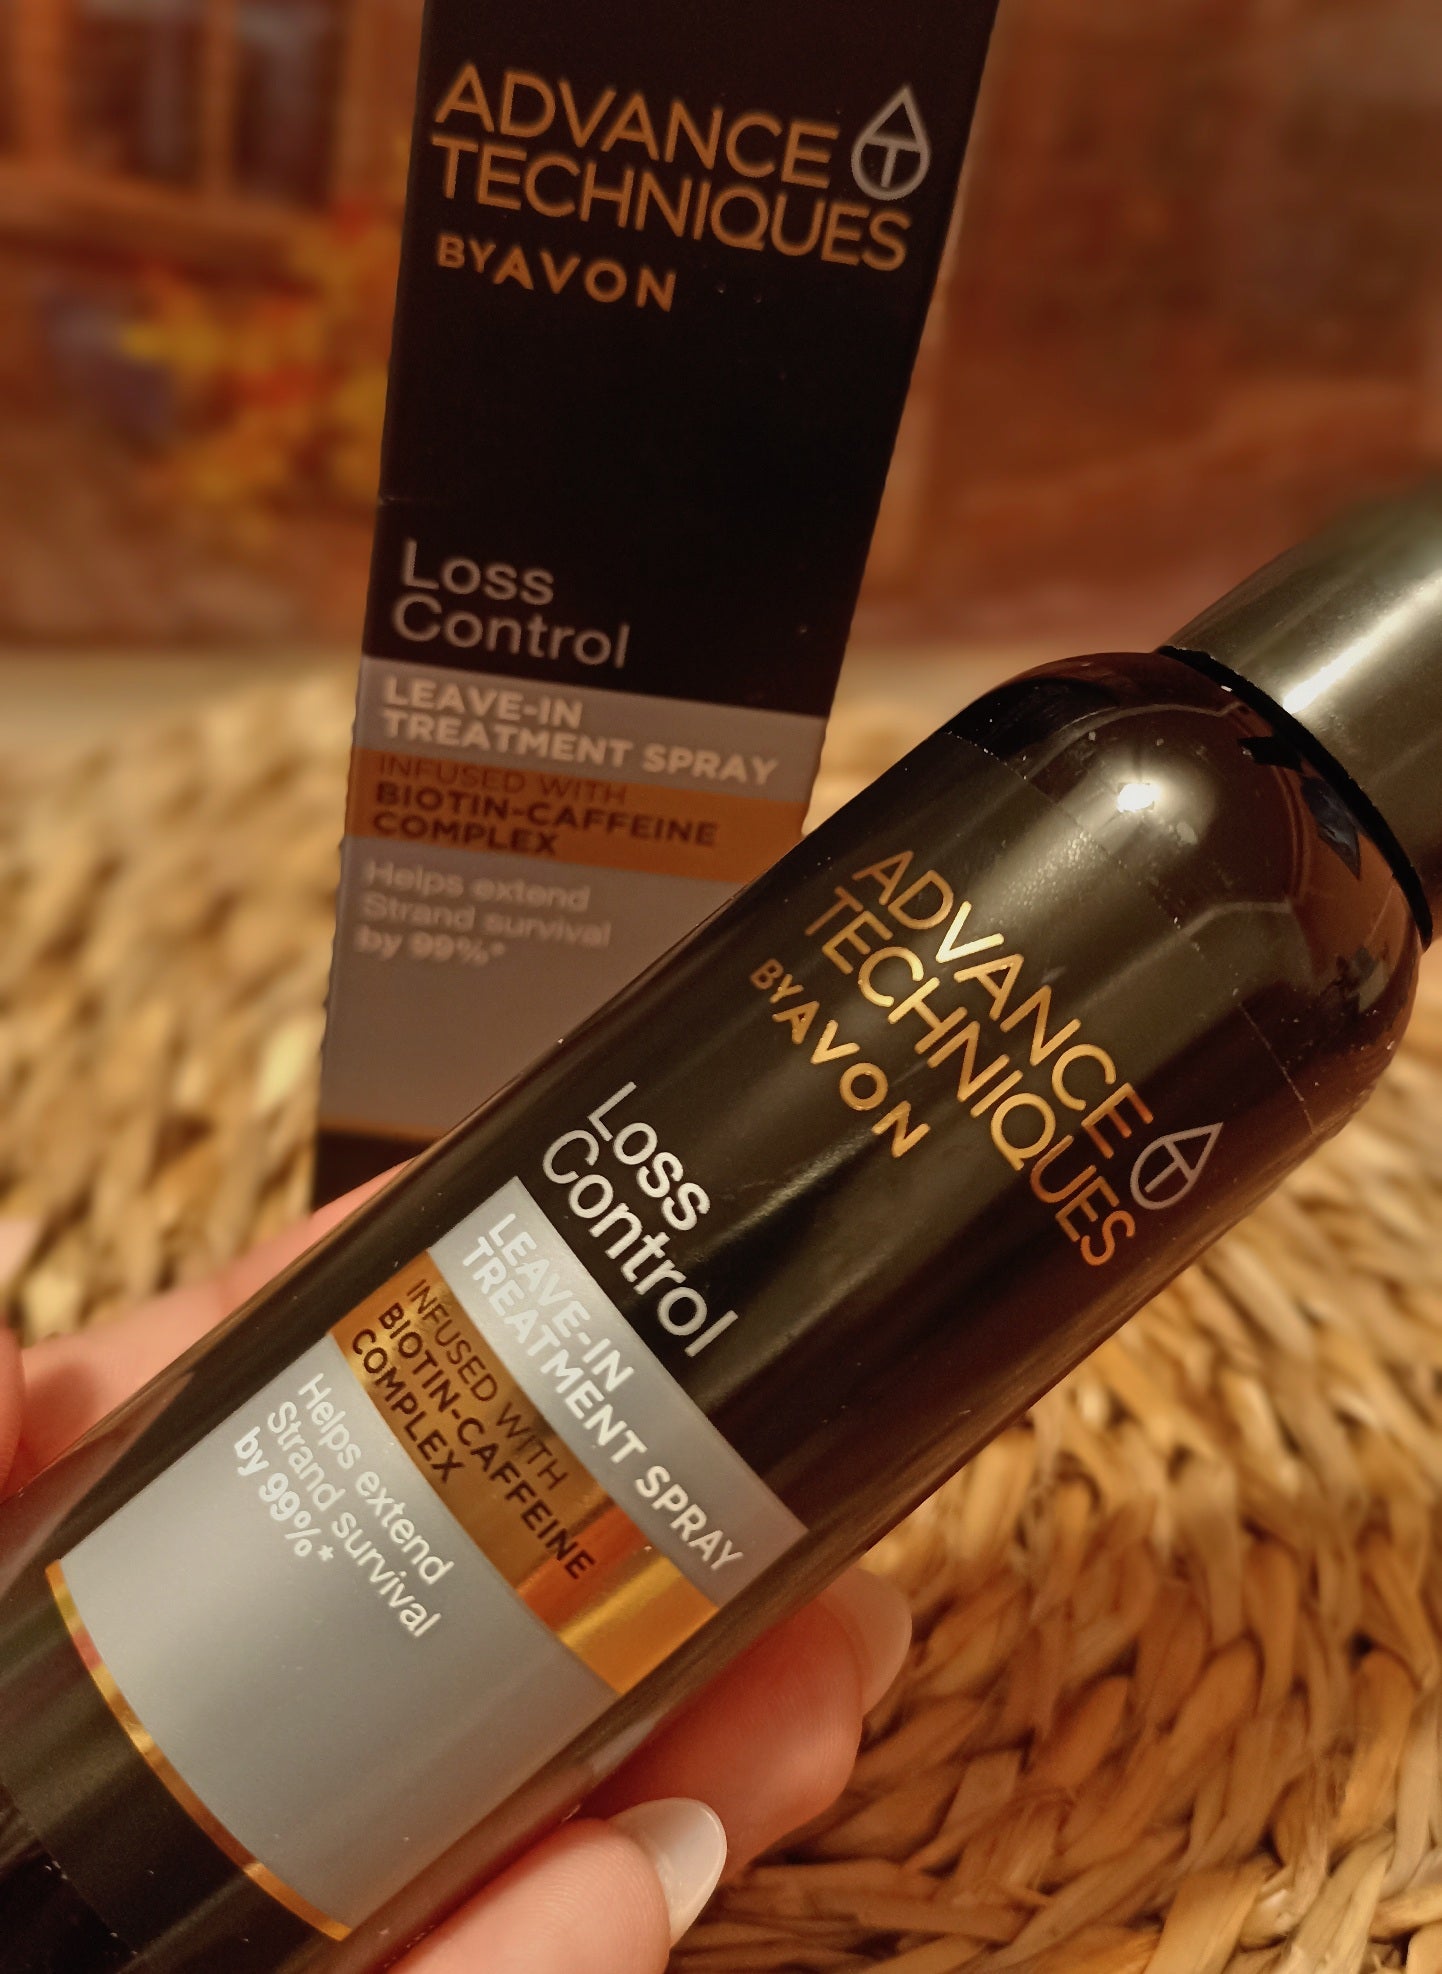 ADVANCE
TECHNIQUES
BY AVON
Loss
Control
LEAVE-IN
TREATMENT SPRAY
INFUSED WITH
BIOTIN-CAFFEINE
COMPLEX
Helps extend
Strand survival
by 99%*
ADVANCE
TECHNIQUES
BY AVON
Loss
Control
LEAVE-IN
TREATMENT SPRAY
INFUSED WITH
BIOTIN-CAFFEINE
COMPLEX
Helps extend
Strand survival
by 99%*